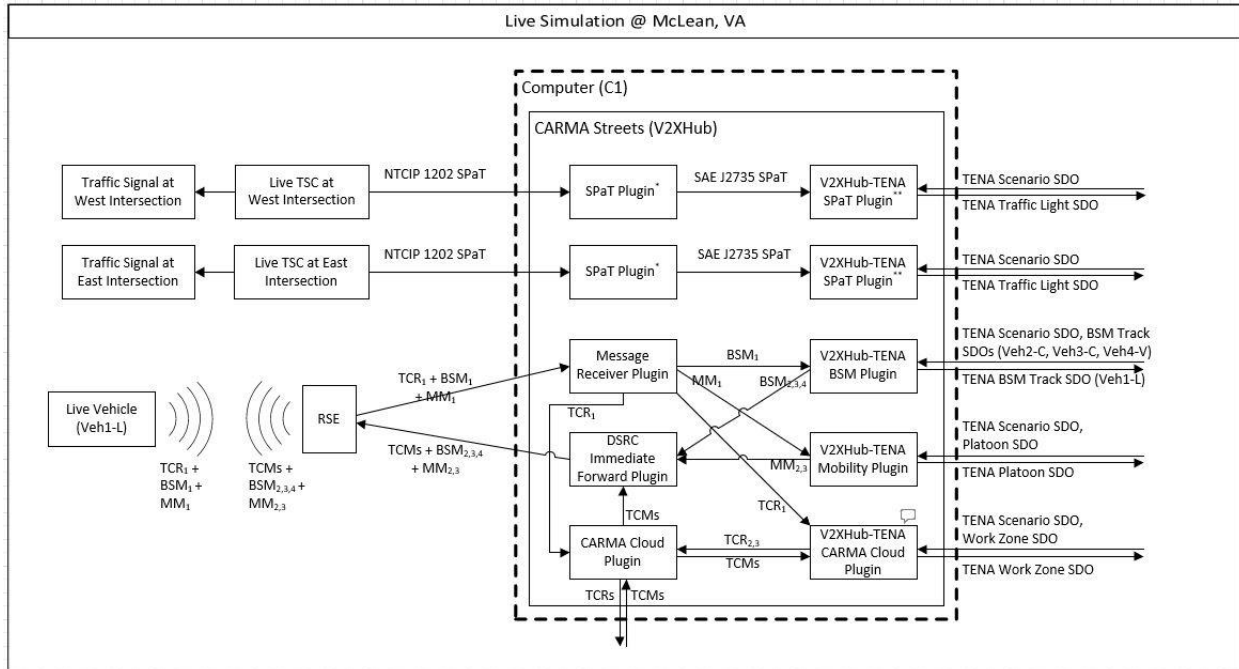 Live Simulation @ McLean, VA
Computer (C1)
CARMA Streets (V2XHub)
Traffic Signal at
West Intersection
Live TSC at
West Intersection
NTCIP 1202 SPaT
SPaT Plugin*
SAE J2735 SPaT
V2XHub-TENA
SPaT Plugin**
TENA Scenario SDO
TENA Traffic Light SDO
Traffic Signal at
East Intersection
Live TSC at East
Intersection
NTCIP 1202 SPaT
SPaT Plugin*
SAE J2735 SPaT
V2XHub-TENA
SPaT Plugin**
TENA Scenario SDO
TENA Traffic Light SDO
Message
Receiver Plugin
BSM1
MM1
BSM2,3,4
TCR1
V2XHub-TENA
BSM Plugin
TENA Scenario SDO, BSM Track
SDOs (Veh2-C, Veh3-C, Veh4-V)
TENA BSM Track SDO (Veh1-L)
Live Vehicle
(Veh1-L)
TCR1 +
BSM1 +
MM1
TCMs +
BSM2,3,4 +
MM2,3
RSE
TCR1 + BSM1
+ MM1
TCMs + BSM2,3,4
+ MM2,3
DSRC
Immediate
Forward Plugin
MM2,3
V2XHub-TENA
Mobility Plugin
TENA Scenario SDO,
Platoon SDO
TENA Platoon SDO
TCR1
TCMs
CARMA Cloud
Plugin
TCR2,3
TCMs
V2XHub-TENA
CARMA Cloud
Plugin
TENA Scenario SDO,
Work Zone SDO
TENA Work Zone SDO
TCRs
TCMs